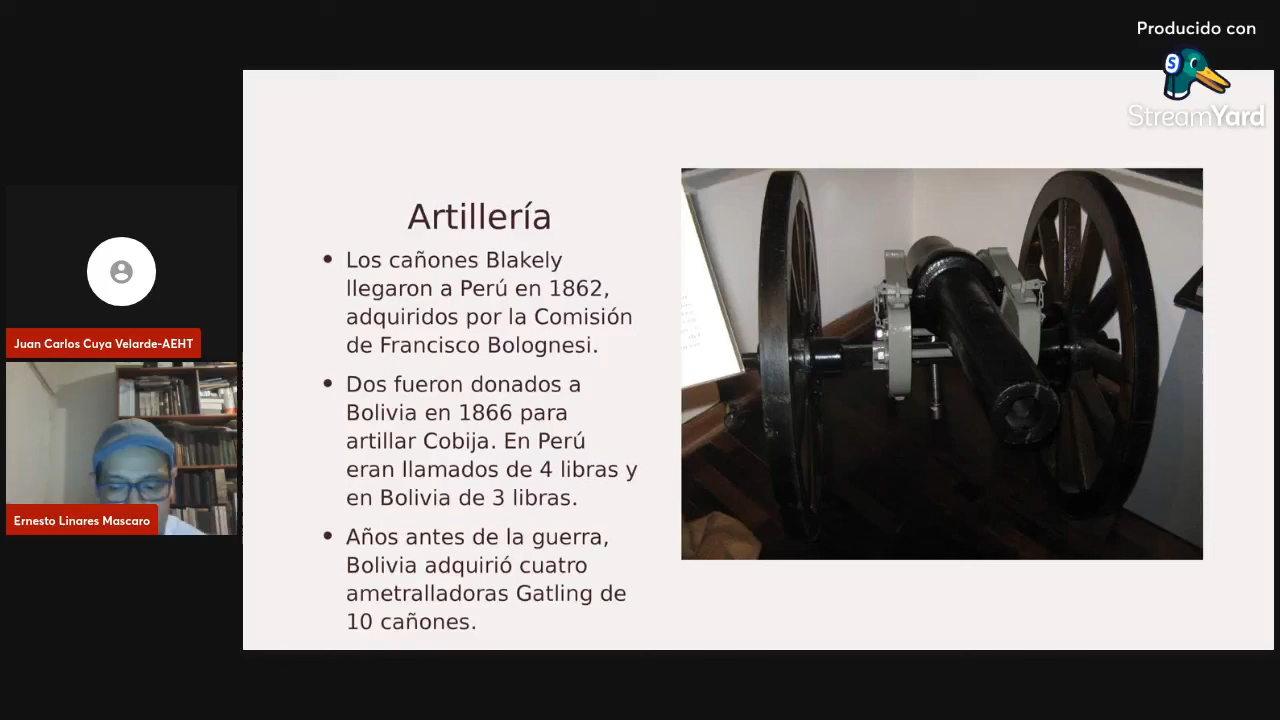 Producido con
StreamYard
Artillería
Los cañones Blakely
llegaron a Perú en 1862,
adquiridos por la Comisión
de Francisco Bolognesi.
Dos fueron donados a
Bolivia en 1866 para
artillar Cobija. En Perú
eran llamados de 4 libras y
en Bolivia de 3 libras.
Años antes de la guerra,
Bolivia adquirió cuatro
ametralladoras Gatling de
10 cañones.
Juan Carlos Cuya Velarde-AEHT
Ernesto Linares Mascaro